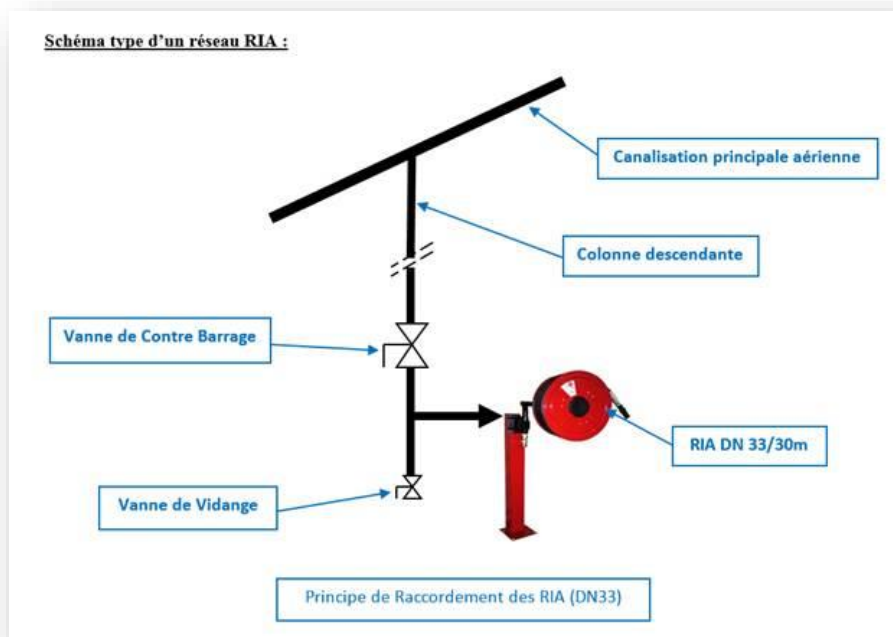 Schéma type d'un réseau RIA :
Canalisation principale aérienne
Colonne descendante
Vanne de Contre Barrage
RIA DN 33/30m
Vanne de Vidange
Principe de Raccordement des RIA (DN33)